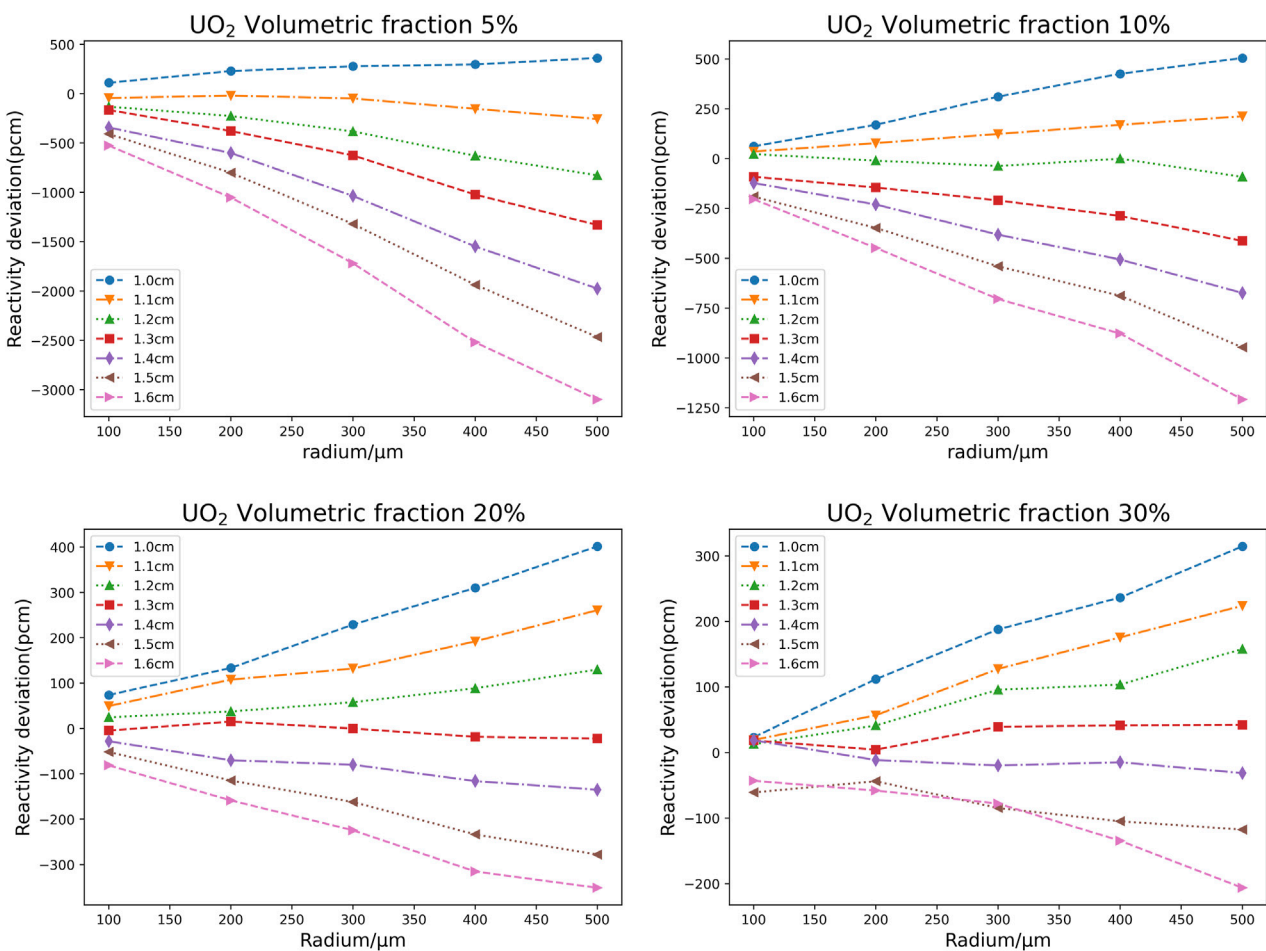 UO₂ Volumetric fraction 5%
Reactivity deviation(pcm)
500
0
−500
−1000
−1500
−2000
−2500
−3000
1.0cm
1.1cm
1.2cm
1.3cm
1.4cm
1.5cm
1.6cm
100 150 200 250 300 350 400 450 500
radium/μm
UO₂ Volumetric fraction 10%
Reactivity deviation(pcm)
500
250
0
−250
−500
−750
−1000
−1250
1.0cm
1.1cm
1.2cm
1.3cm
1.4cm
1.5cm
1.6cm
100 150 200 250 300 350 400 450 500
radium/μm
UO₂ Volumetric fraction 20%
Reactivity deviation(pcm)
400
300
200
100
0
−100
−200
−300
1.0cm
1.1cm
1.2cm
1.3cm
1.4cm
1.5cm
1.6cm
100 150 200 250 300 350 400 450 500
Radium/μm
UO₂ Volumetric fraction 30%
Reactivity deviation(pcm)
300
200
100
0
−100
−200
1.0cm
1.1cm
1.2cm
1.3cm
1.4cm
1.5cm
1.6cm
100 150 200 250 300 350 400 450 500
Radium/μm